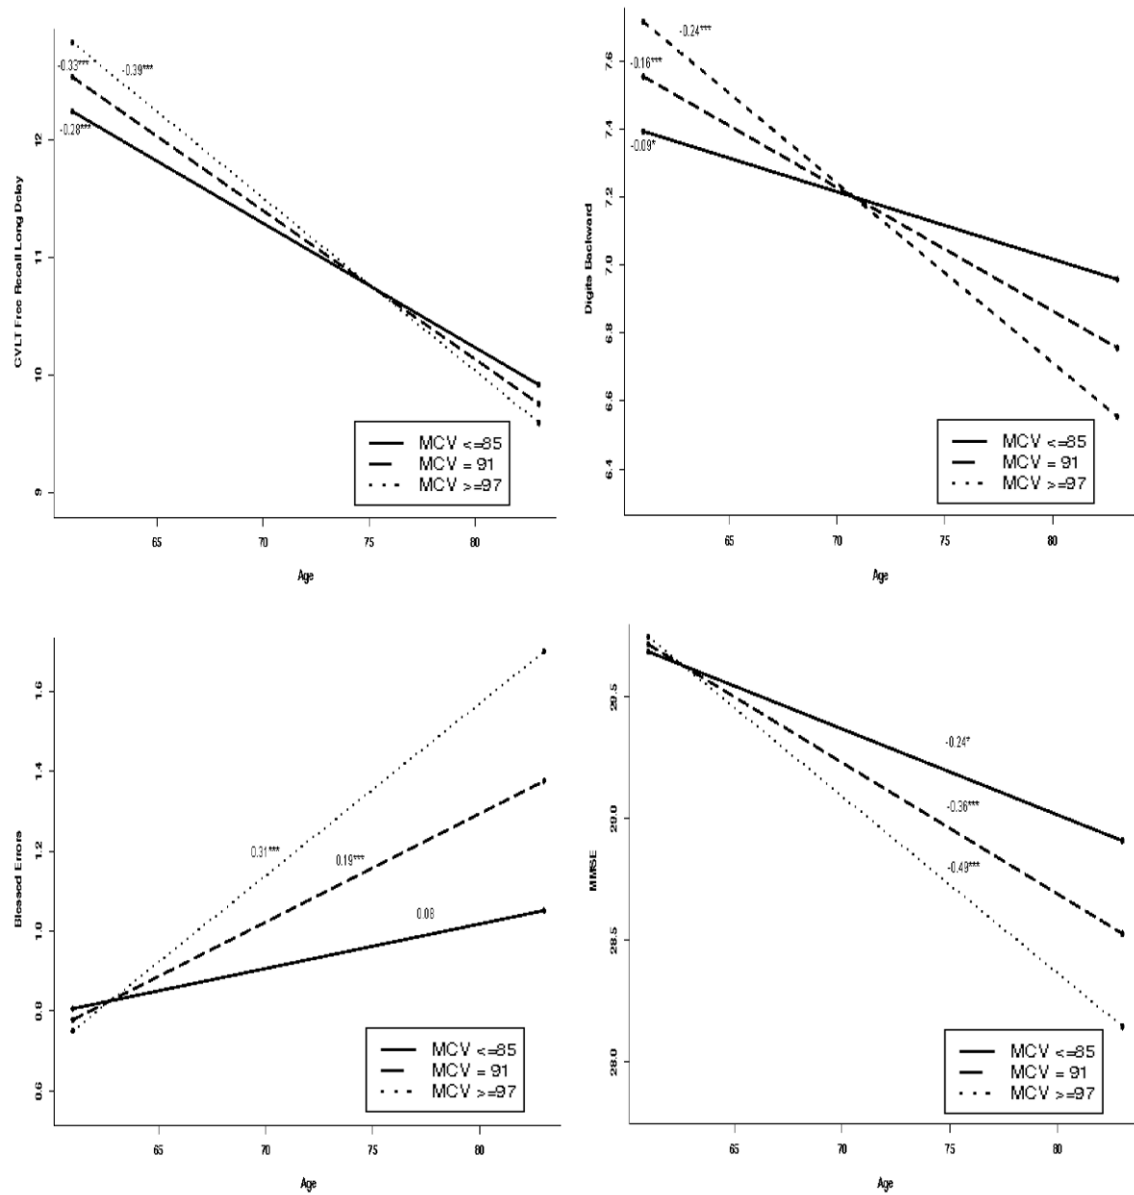 CVLT Free Recall Long Delay
12
11
10
9
-0.33***
-0.39***
-0.28***
MCV <=85
MCV = 91
MCV >=97
65 70 75 80
Age
Digits Backward
7.6
7.4
7.2
7.0
6.8
6.6
6.4
-0.24***
-0.16***
-0.09*
MCV <=85
MCV = 91
MCV >=97
65 70 75 80
Age
Blessed Errors
1.6
1.4
1.2
1.0
0.8
0.6
0.31***
0.19***
0.08
MCV <=85
MCV = 91
MCV >=97
65 70 75 80
Age
MMSE
29.5
29.0
28.5
28.0
-0.24*
-0.36***
-0.49***
MCV <=85
MCV = 91
MCV >=97
65 70 75 80
Age